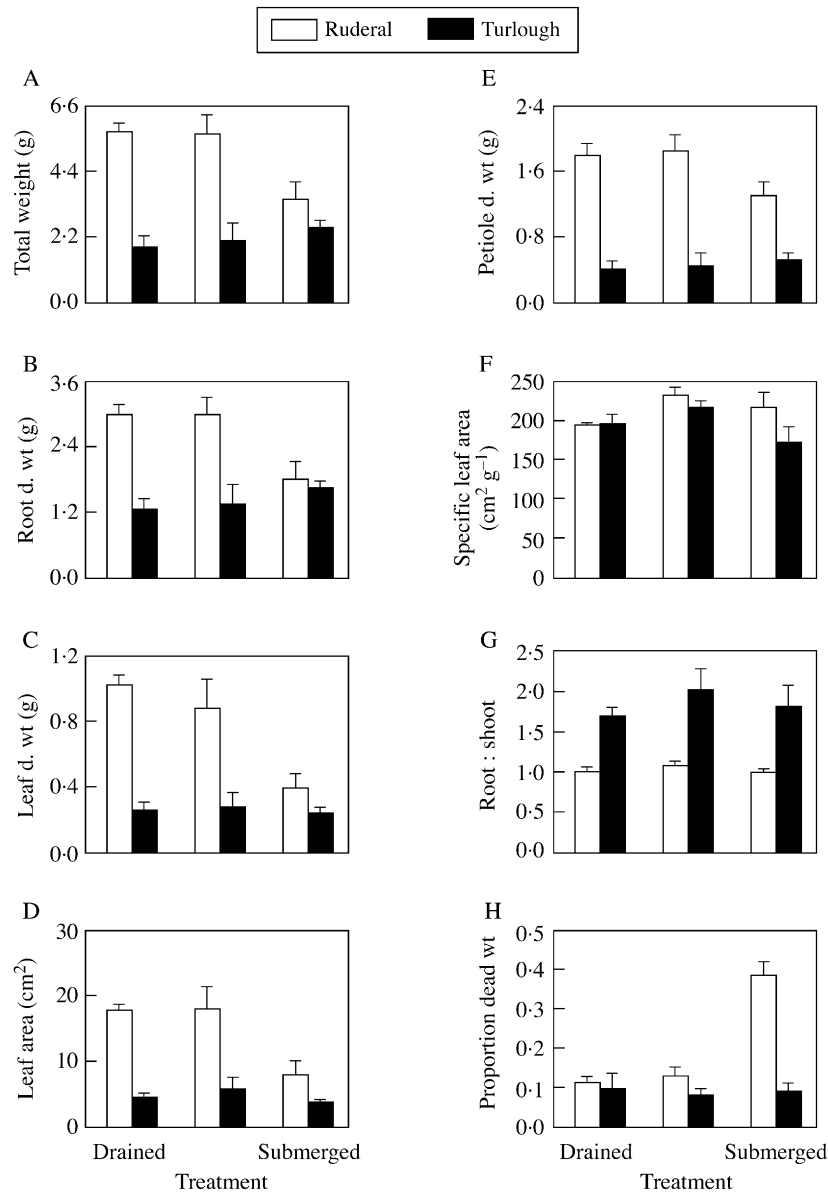 Ruderal
Turlough
A
Total weight (g)
6·6
4·4
2·2
0·0
B
Root d. wt (g)
3·6
2·4
1·2
0·0
C
Leaf d. wt (g)
1·2
0·8
0·4
0·0
D
Leaf area (cm²)
30
20
10
0
Drained
Submerged
Treatment
E
Petiole d. wt (g)
2·4
1·6
0·8
0·0
F
Specific leaf area
(cm² g⁻¹)
250
200
150
100
50
0
G
Root : shoot
2·5
2·0
1·5
1·0
0·5
0·0
H
Proportion dead wt
0·5
0·4
0·3
0·2
0·1
0·0
Drained
Submerged
Treatment